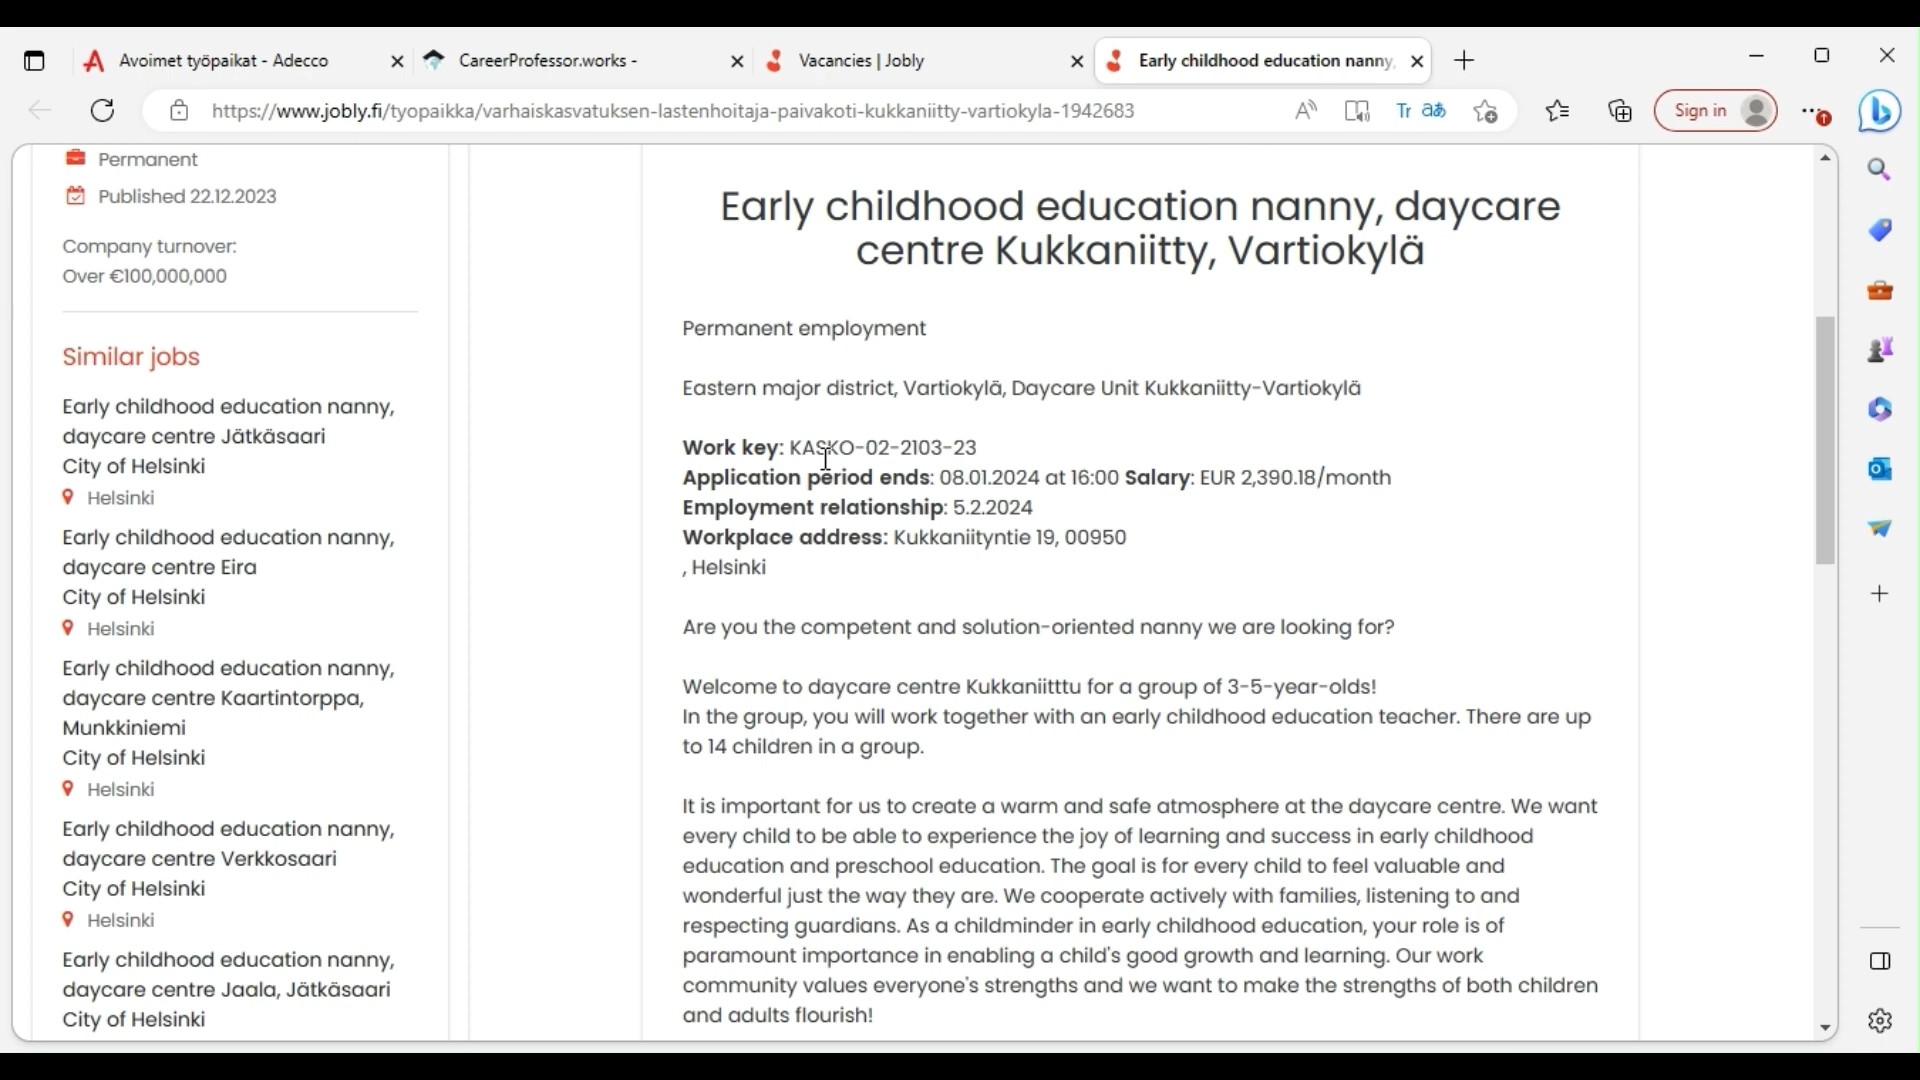 Avoimet työpaikat - Adecco
CareerProfessor.works -
Vacancies | Jobly
Early childhood education nanny,
https://www.jobly.fi/tyopaikka/varhaiskasvatuksen-lastenhoitaja-paivakoti-kukkaniitty-vartiokyla-1942683
Sign in
Permanent
Published 22.12.2023
Company turnover:
Over €100,000,000
Similar jobs
Early childhood education nanny,
daycare centre Jätkäsaari
City of Helsinki
Helsinki
Early childhood education nanny,
daycare centre Eira
City of Helsinki
Helsinki
Early childhood education nanny,
daycare centre Kaartintorppa,
Munkkiniemi
City of Helsinki
Helsinki
Early childhood education nanny,
daycare centre Verkkosaari
City of Helsinki
Helsinki
Early childhood education nanny,
daycare centre Jaala, Jätkäsaari
City of Helsinki
Early childhood education nanny, daycare
centre Kukkaniitty, Vartiokylä
Permanent employment
Eastern major district, Vartiokylä, Daycare Unit Kukkaniitty-Vartiokylä
Work key: KASKO-02-2103-23
Application period ends: 08.01.2024 at 16:00 Salary: EUR 2,390.18/month
Employment relationship: 5.2.2024
Workplace address: Kukkaniityntie 19, 00950
, Helsinki
Are you the competent and solution-oriented nanny we are looking for?
Welcome to daycare centre Kukkaniitttu for a group of 3-5-year-olds!
In the group, you will work together with an early childhood education teacher. There are up
to 14 children in a group.
It is important for us to create a warm and safe atmosphere at the daycare centre. We want
every child to be able to experience the joy of learning and success in early childhood
education and preschool education. The goal is for every child to feel valuable and
wonderful just the way they are. We cooperate actively with families, listening to and
respecting guardians. As a childminder in early childhood education, your role is of
paramount importance in enabling a child's good growth and learning. Our work
community values everyone's strengths and we want to make the strengths of both children
and adults flourish!